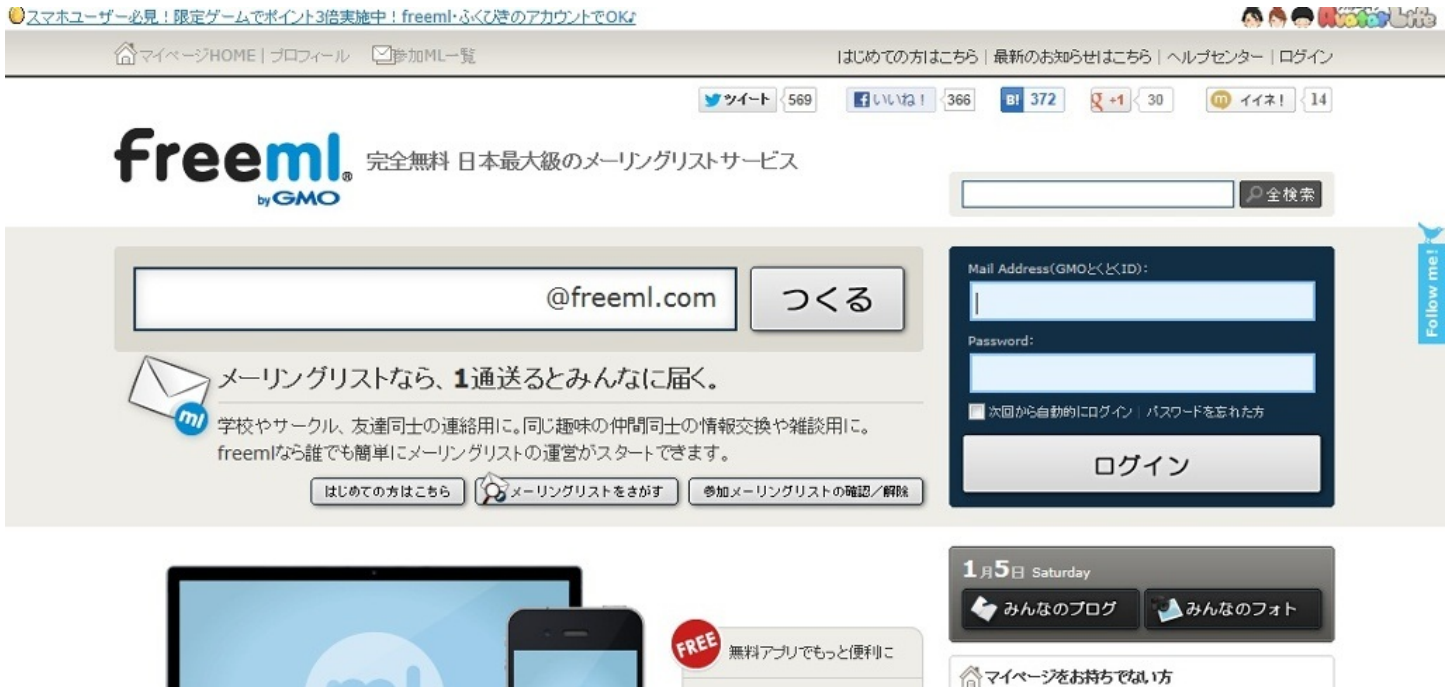 スマホユーザー必見！限定ゲームでポイント3倍実施中！freeml・ふくびきのアカウントでOK♪
Avatar Life
マイページHOME | プロフィール 参加ML一覧
はじめての方はこちら | 最新のお知らせはこちら | ヘルプセンター | ログイン
ツイート 569 いいね！ 366 B! 372 g +1 30 m イイネ！ 14
freeml® by GMO
完全無料 日本最大級のメーリングリストサービス
全検索
Follow me!
@freeml.com つくる
メーリングリストなら、1通送るとみんなに届く。
ml
学校やサークル、友達同士の連絡用に。同じ趣味の仲間同士の情報交換や雑談用に。
freemlなら誰でも簡単にメーリングリストの運営がスタートできます。
はじめての方はこちら メーリングリストをさがす 参加メーリングリストの確認／解除
Mail Address(GMOとくとくID):
Password:
次回から自動的にログイン | パスワードを忘れた方
ログイン
1月5日 Saturday
みんなのブログ みんなのフォト
ml
FREE 無料アプリでもっと便利に
マイページをお持ちでない方